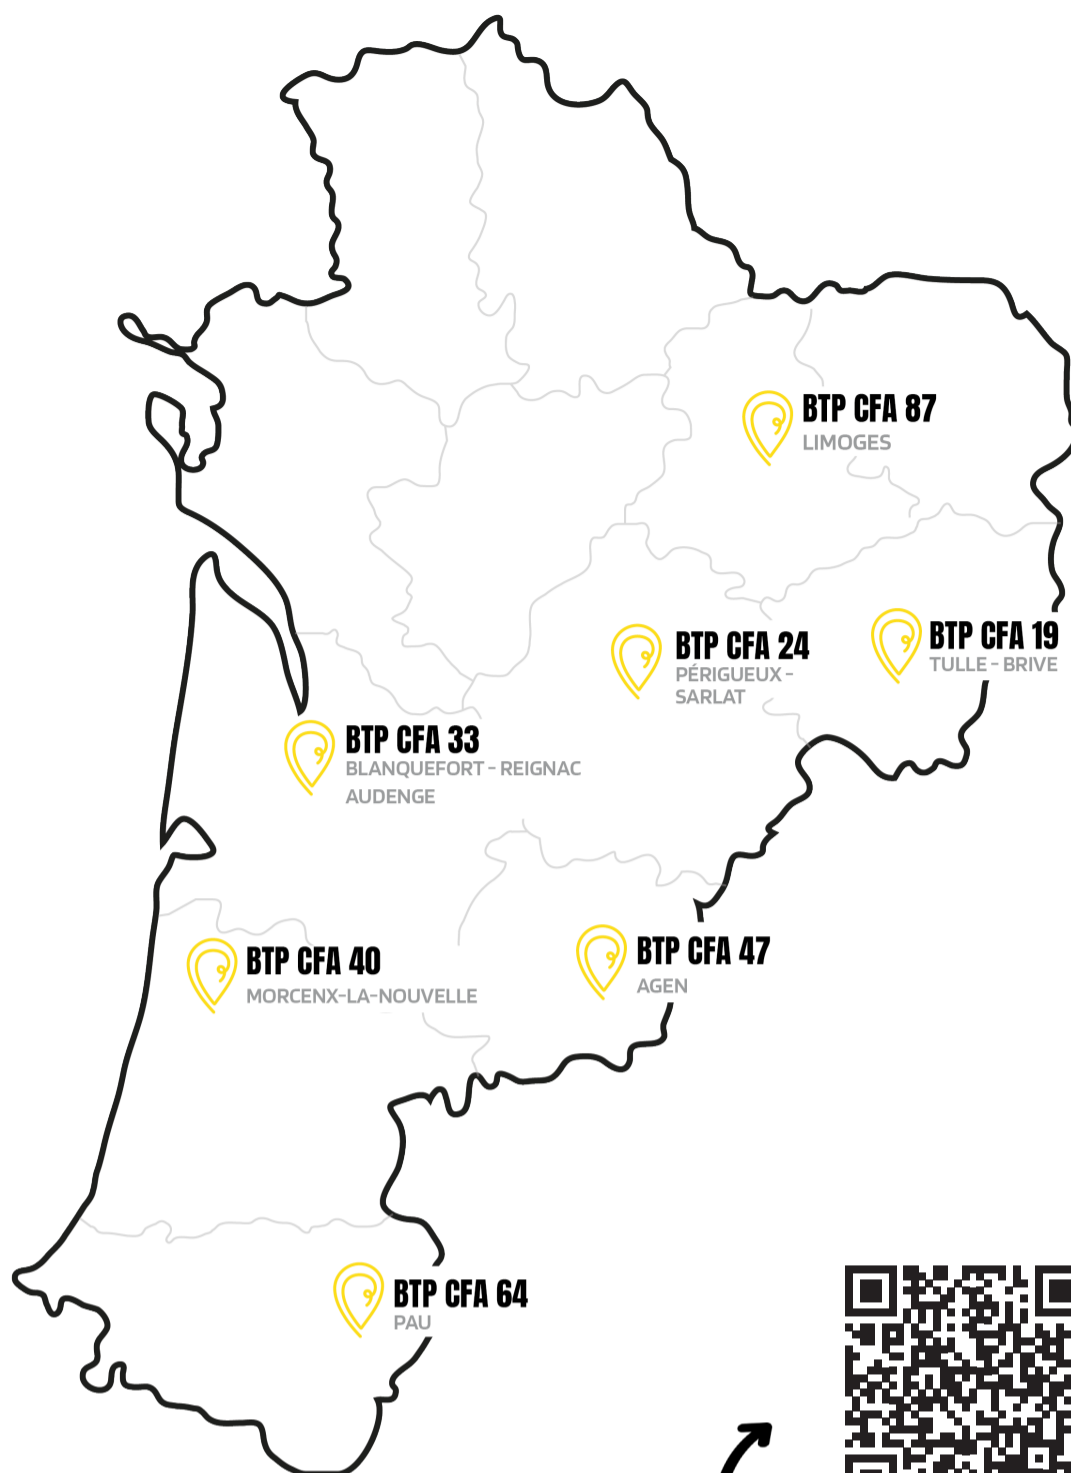 BTP CFA 87
LIMOGES
BTP CFA 24
PÉRIGUEUX -
SARLAT
BTP CFA 19
TULLE - BRIVE
BTP CFA 33
BLANQUEFORT - REIGNAC
AUDENGE
BTP CFA 40
MORCENX-LA-NOUVELLE
BTP CFA 47
AGEN
BTP CFA 64
PAU